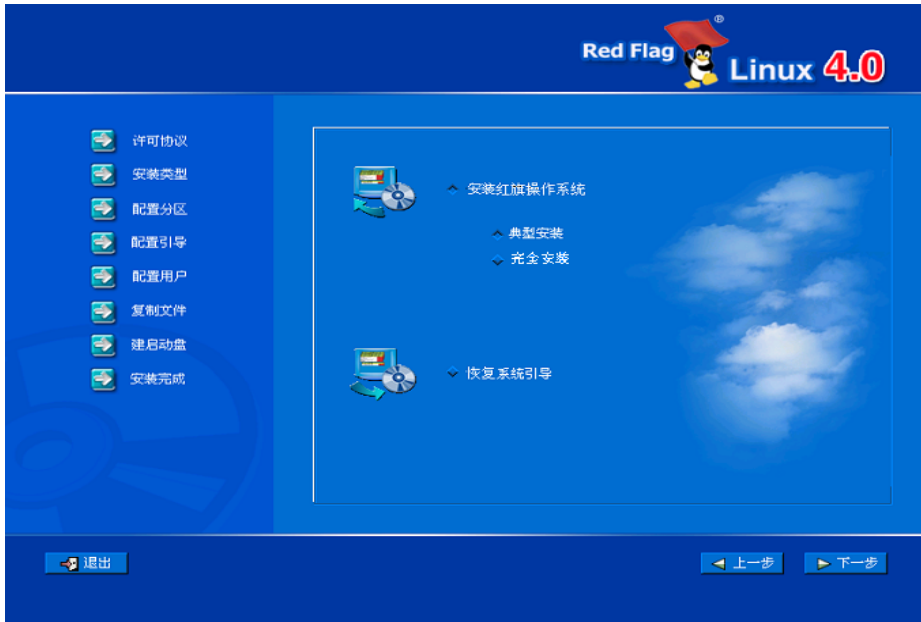 Red Flag ®
Linux 4.0
许可协议
安装类型
配置分区
配置引导
配置用户
复制文件
建启动盘
安装完成
安装红旗操作系统
典型安装
完全安装
恢复系统引导
退出
上一步
下一步